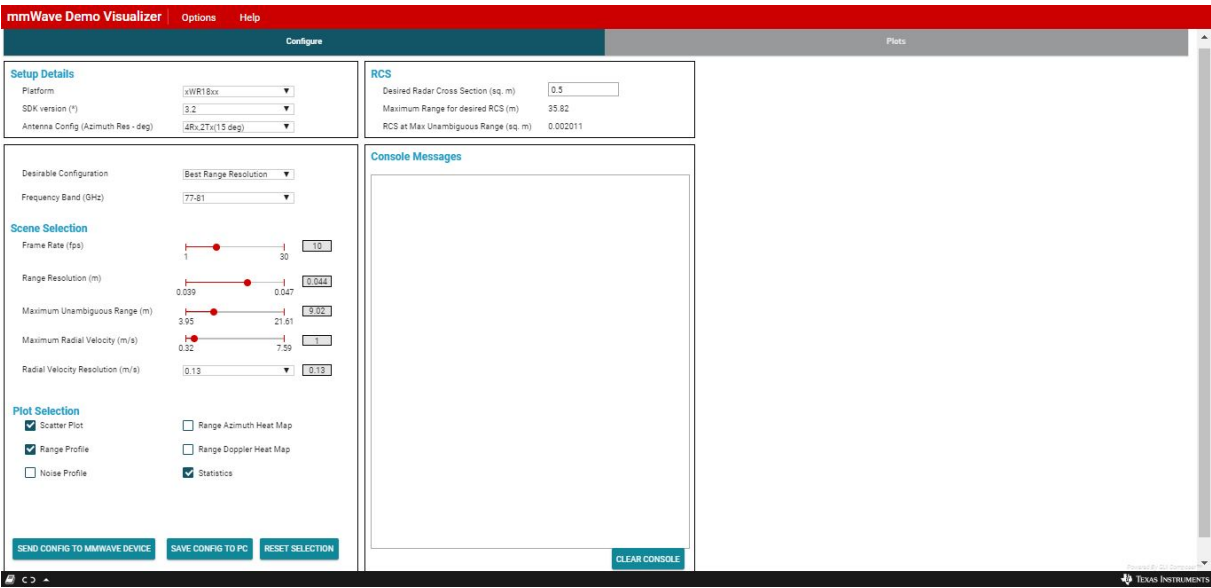 mmWave Demo Visualizer Options Help
Configure Plots
Setup Details
Platform xWR18xx
SDK version (*) 3.2
Antenna Config (Azimuth Res - deg) 4Rx,2Tx(15 deg)
RCS
Desired Radar Cross Section (sq. m) 0.5
Maximum Range for desired RCS (m) 35.82
RCS at Max Unambiguous Range (sq. m) 0.002011
Desirable Configuration Best Range Resolution
Frequency Band (GHz) 77-81
Scene Selection
Frame Rate (fps) 10
1 30
Range Resolution (m) 0.044
0.039 0.047
Maximum Unambiguous Range (m) 9.02
3.95 21.61
Maximum Radial Velocity (m/s) 1
0.32 7.59
Radial Velocity Resolution (m/s) 0.13 0.13
Plot Selection
Scatter Plot Range Azimuth Heat Map
Range Profile Range Doppler Heat Map
Noise Profile Statistics
SEND CONFIG TO MMWAVE DEVICE SAVE CONFIG TO PC RESET SELECTION
Console Messages
CLEAR CONSOLE
Powered By GUI Composer
TEXAS INSTRUMENTS